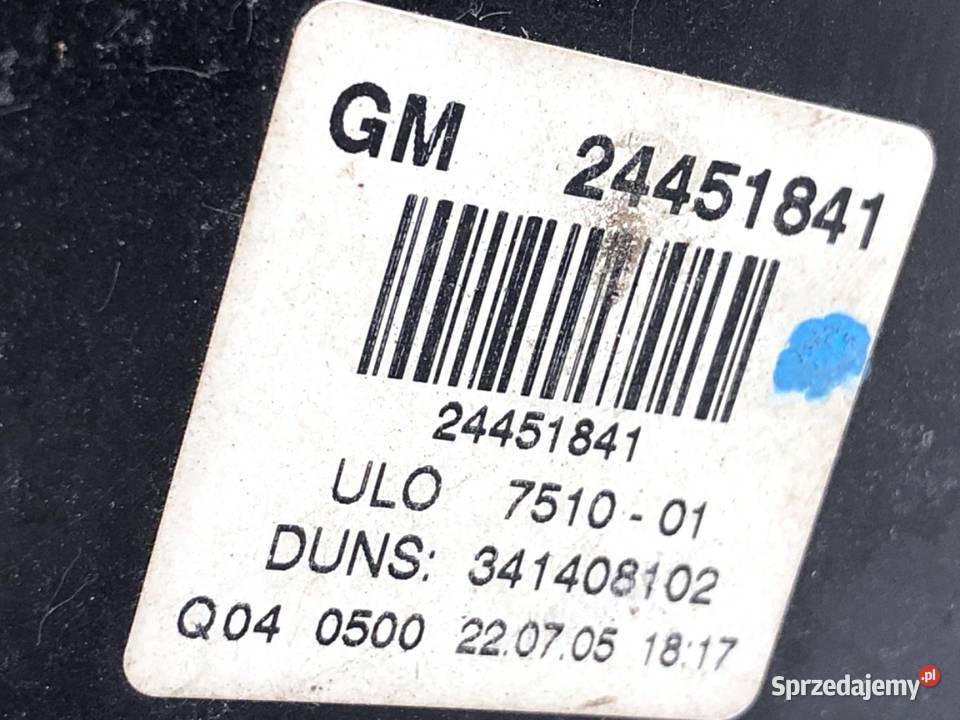 GM 24451841
24451841
ULO 7510-01
DUNS: 341408102
Q04 0500 22.07.05 18:17
Sprzedajemy.pl